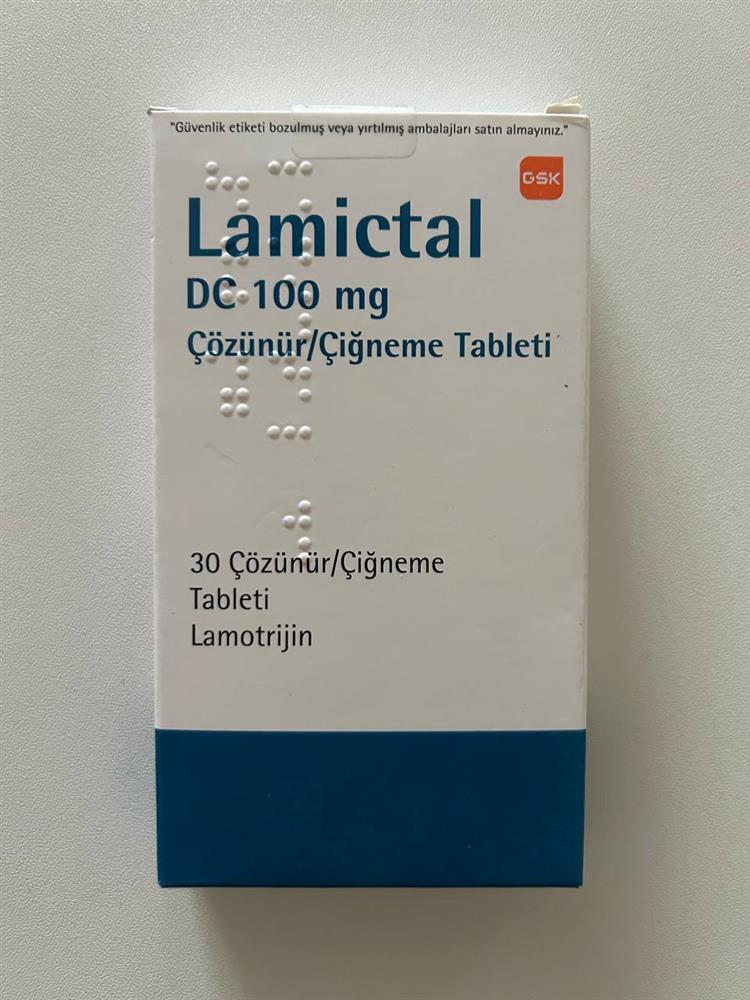 "Güvenlik etiketi bozulmuş veya yırtılmış ambalajları satın almayınız."
GSK
Lamictal
DC 100 mg
Çözünür/Çiğneme Tableti
30 Çözünür/Çiğneme
Tableti
Lamotrijin